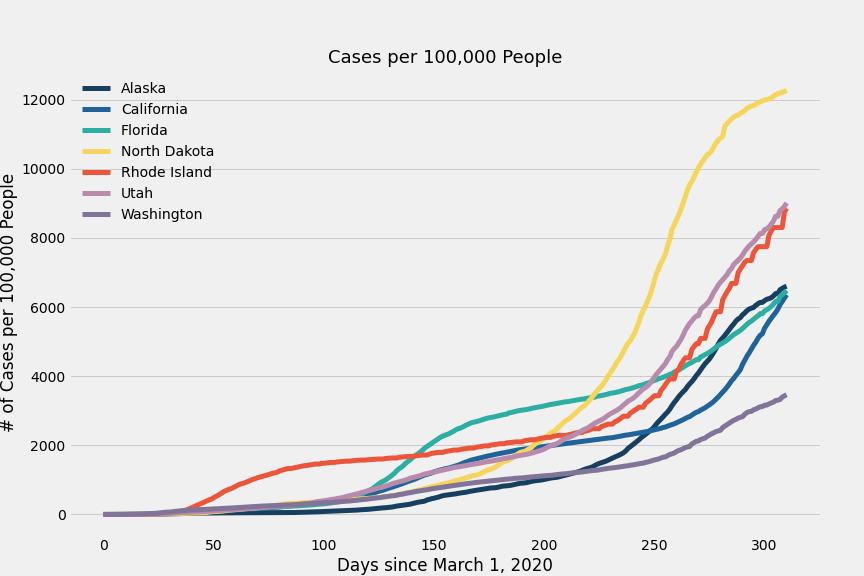 Cases per 100,000 People
Alaska
California
Florida
North Dakota
Rhode Island
Utah
Washington
# of Cases per 100,000 People
12000
10000
8000
6000
4000
2000
0
0 50 100 150 200 250 300
Days since March 1, 2020